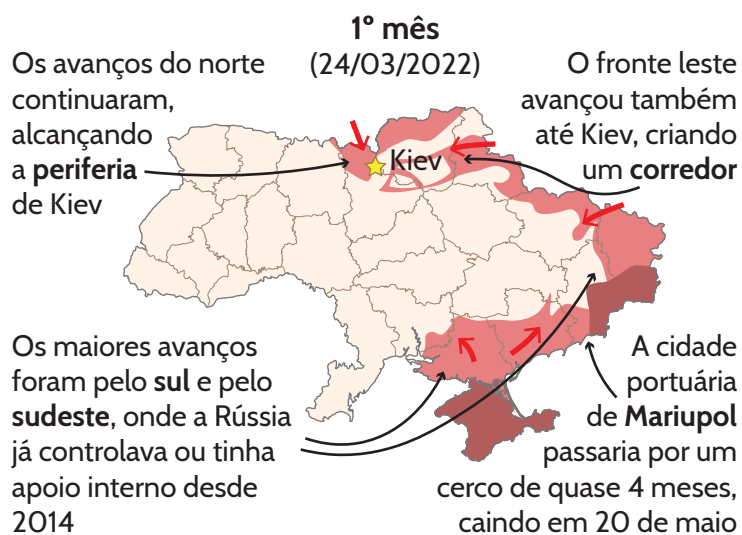 1º mês
(24/03/2022)
Os avanços do norte
continuaram,
alcançando
a periferia
de Kiev
O fronte leste
avançou também
até Kiev, criando
um corredor
Kiev
Os maiores avanços
foram pelo sul e pelo
sudeste, onde a Rússia
já controlava ou tinha
apoio interno desde
2014
A cidade
portuária
de Mariupol
passaria por um
cerco de quase 4 meses,
caindo em 20 de maio